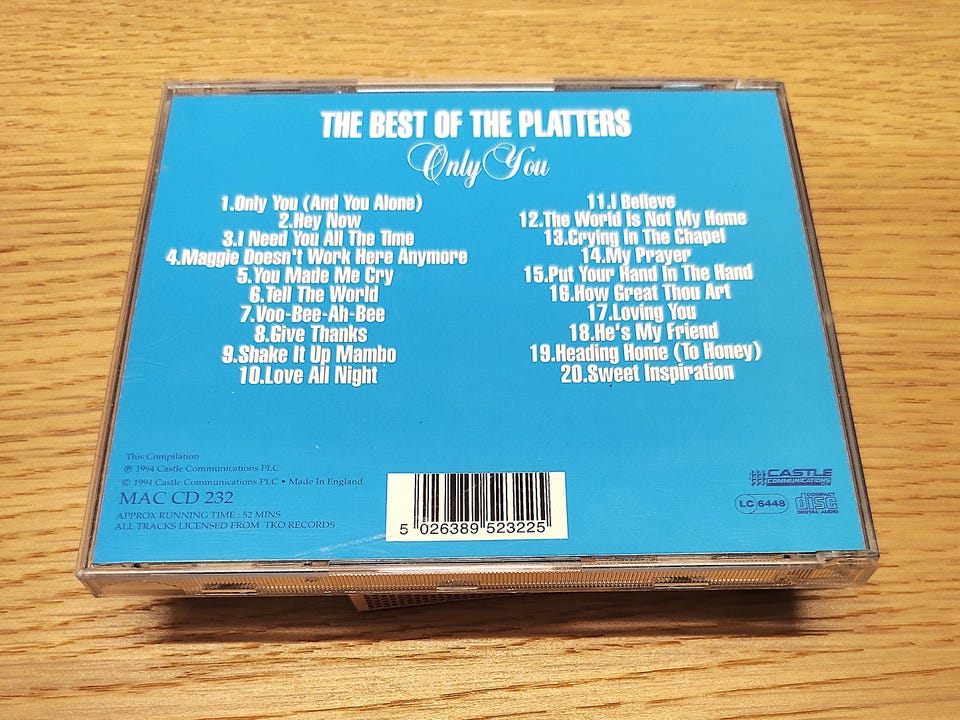 THE BEST OF THE PLATTERS
Only You
1.Only You (And You Alone)
2.Hey Now
3.I Need You All The Time
4.Maggie Doesn't Work Here Anymore
5.You Made Me Cry
6.Tell The World
7.Voo-Bee-Ah-Bee
8.Give Thanks
9.Shake It Up Mambo
10.Love All Night
11.I Believe
12.The World Is Not My Home
13.Crying In The Chapel
14.My Prayer
15.Put Your Hand In The Hand
16.How Great Thou Art
17.Loving You
18.He's My Friend
19.Heading Home (To Honey)
20.Sweet Inspiration
This Compilation
℗ 1994 Castle Communications PLC
© 1994 Castle Communications PLC • Made In England
MAC CD 232
APPROX RUNNING TIME : 52 MINS
ALL TRACKS LICENSED FROM TKO RECORDS
5 026389 523225
CASTLE
COMMUNICATIONS
LC 6448
COMPACT
disc
DIGITAL AUDIO